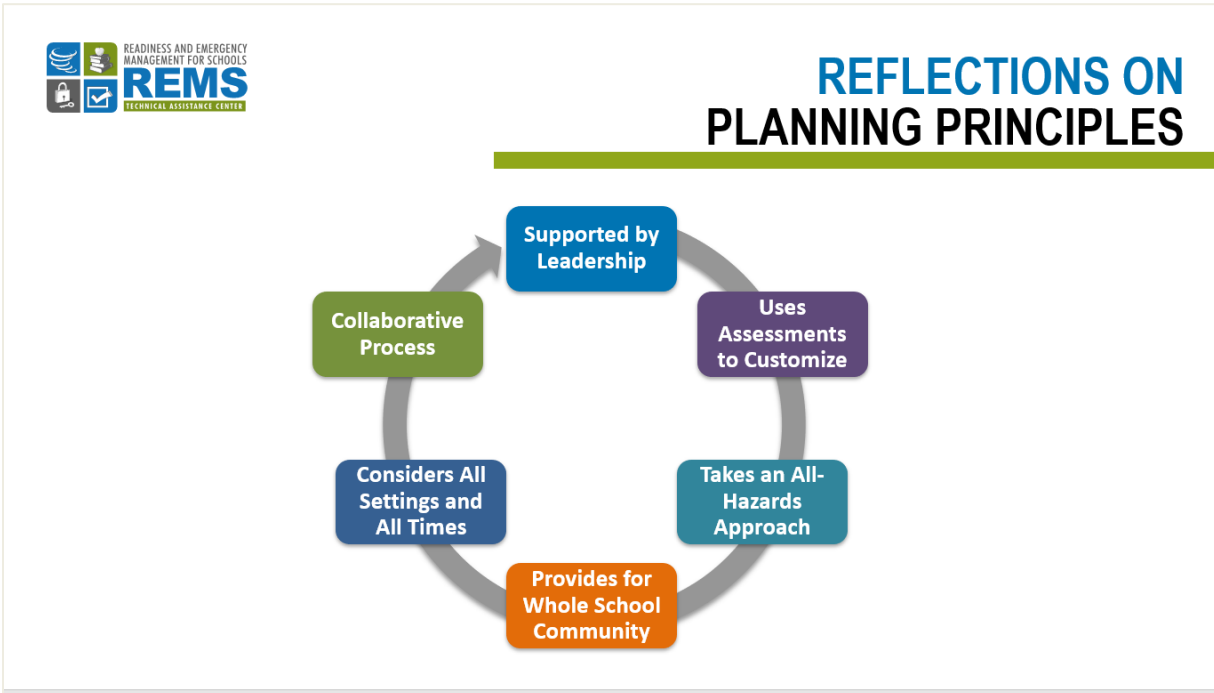 READINESS AND EMERGENCY
MANAGEMENT FOR SCHOOLS
REMS
TECHNICAL ASSISTANCE CENTER
REFLECTIONS ON
PLANNING PRINCIPLES
Supported by
Leadership
Uses
Assessments
to Customize
Takes an All-
Hazards
Approach
Provides for
Whole School
Community
Considers All
Settings and
All Times
Collaborative
Process